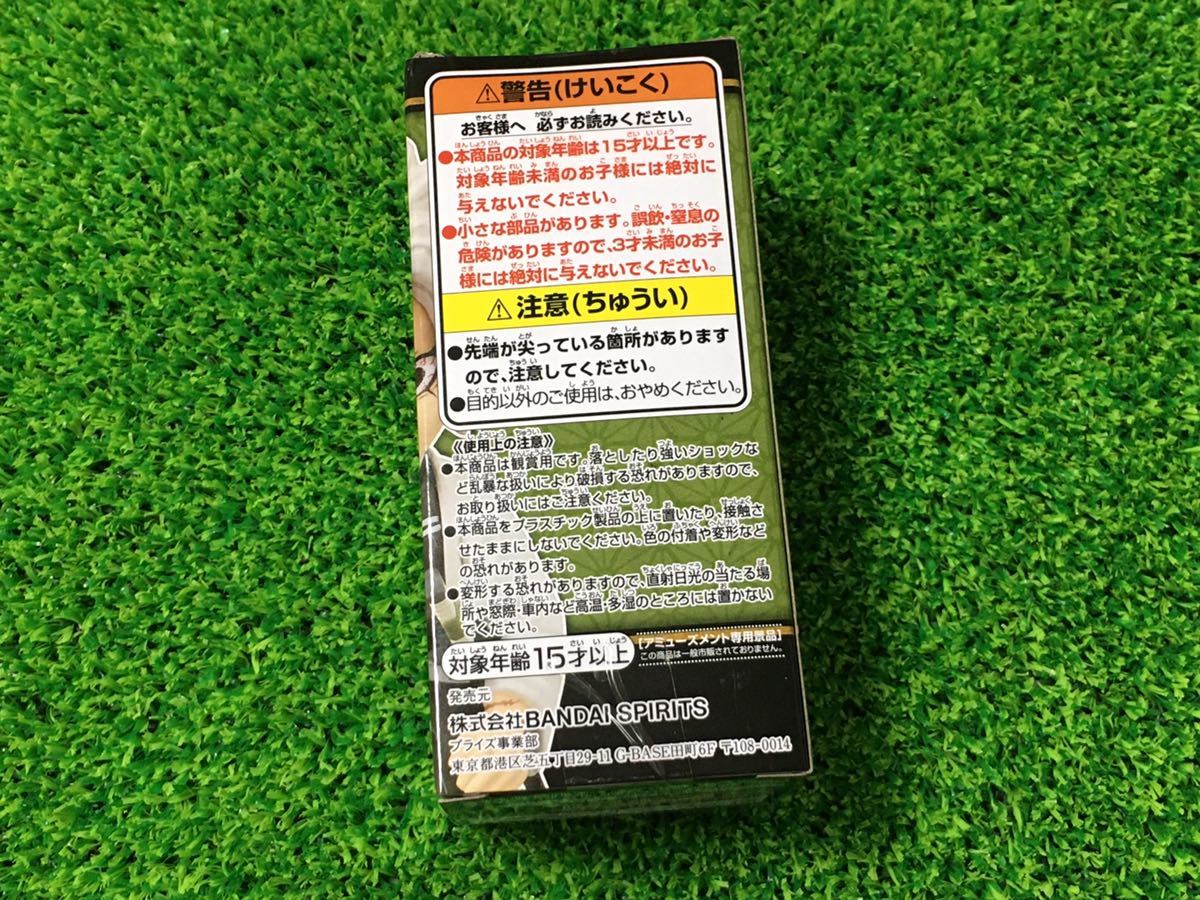 ⚠警告(けいこく)
お客様へ 必ずお読みください。
●本商品の対象年齢は15才以上です。
対象年齢未満のお子様には絶対に
与えないでください。
●小さな部品があります。誤飲・窒息の
危険がありますので、3才未満のお子
様には絶対に与えないでください。
⚠注意(ちゅうい)
●先端が尖っている箇所があります
ので、注意してください。
●目的以外のご使用は、おやめください。
《使用上の注意》
●本商品は観賞用です。落としたり強いショックな
ど乱暴な扱いにより破損する恐れがありますので、
お取り扱いにはご注意ください。
●本商品をプラスチック製品の上に置いたり、接触さ
せたままにしないでください。色の付着や変形など
の恐れがあります。
●変形する恐れがありますので、直射日光の当たる場
所や窓際・車内など高温・多湿のところには置かない
でください。
対象年齢15才以上
[アミューズメント専用景品]
この商品は一般市販されておりません。
発売元
株式会社BANDAI SPIRITS
プライズ事業部
東京都港区芝五丁目29-11 G-BASE田町6F 〒108-0014